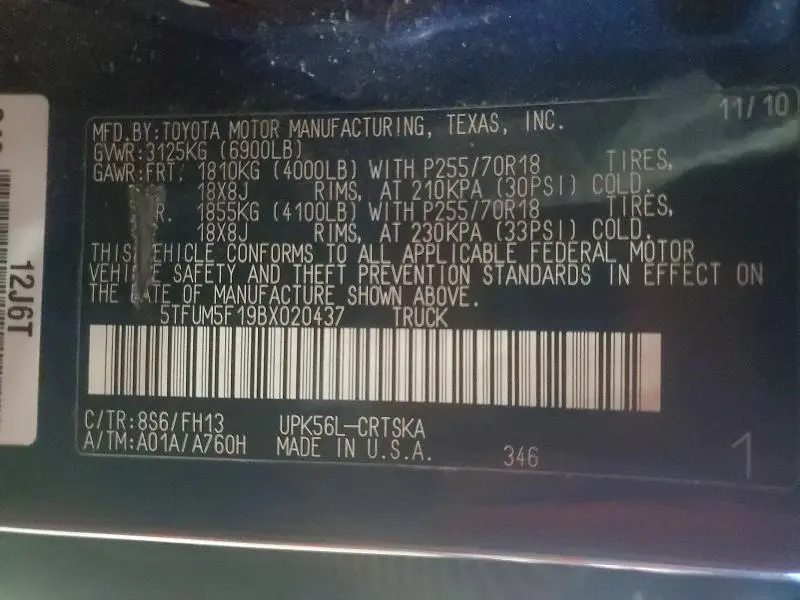 11/10
MFD.BY:TOYOTA MOTOR MANUFACTURING, TEXAS, INC.
GVWR:3125KG (6900LB)
GAWR:FRT. 1810KG (4000LB) WITH P255/70R18 TIRES,
18X8J RIMS, AT 210KPA (30PSI) COLD.
R. 1855KG (4100LB) WITH P255/70R18 TIRES,
18X8J RIMS, AT 230KPA (33PSI) COLD.
THIS VEHICLE CONFORMS TO ALL APPLICABLE FEDERAL MOTOR
VEHICLE SAFETY AND THEFT PREVENTION STANDARDS IN EFFECT ON
THE DATE OF MANUFACTURE SHOWN ABOVE.
5TFUM5F19BX020437 TRUCK
C/TR:8S6/FH13 UPK56L-CRTSKA
A/TM:A01A/A760H MADE IN U.S.A. 346 1
12J6T